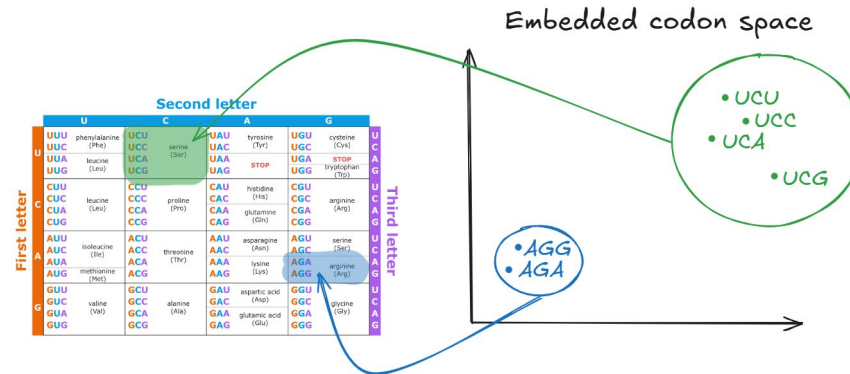 Embedded codon space
Second letter
U C A G
First letter
Third letter
U
UUU phenylalanine (Phe)
UUC
UUA leucine (Leu)
UUG
UCU serine (Ser)
UCC
UCA
UCG
UAU tyrosine (Tyr)
UAC
UAA STOP
UAG
UGU cysteine (Cys)
UGC
UGA STOP
UGG tryptophan (Trp)
U
C
A
G
C
CUU leucine (Leu)
CUC
CUA
CUG
CCU proline (Pro)
CCC
CCA
CCG
CAU histidine (His)
CAC
CAA glutamine (Gln)
CAG
CGU arginine (Arg)
CGC
CGA
CGG
U
C
A
G
A
AUU isoleucine (Ile)
AUC
AUA
AUG methionine (Met)
ACU threonine (Thr)
ACC
ACA
ACG
AAU asparagine (Asn)
AAC
AAA lysine (Lys)
AAG
AGU serine (Ser)
AGC
AGA arginine (Arg)
AGG
U
C
A
G
G
GUU valine (Val)
GUC
GUA
GUG
GCU alanine (Ala)
GCC
GCA
GCG
GAU aspartic acid (Asp)
GAC
GAA glutamic acid (Glu)
GAG
GGU glycine (Gly)
GGC
GGA
GGG
U
C
A
G
UCU
UCC
UCA
UCG
AGG
AGA